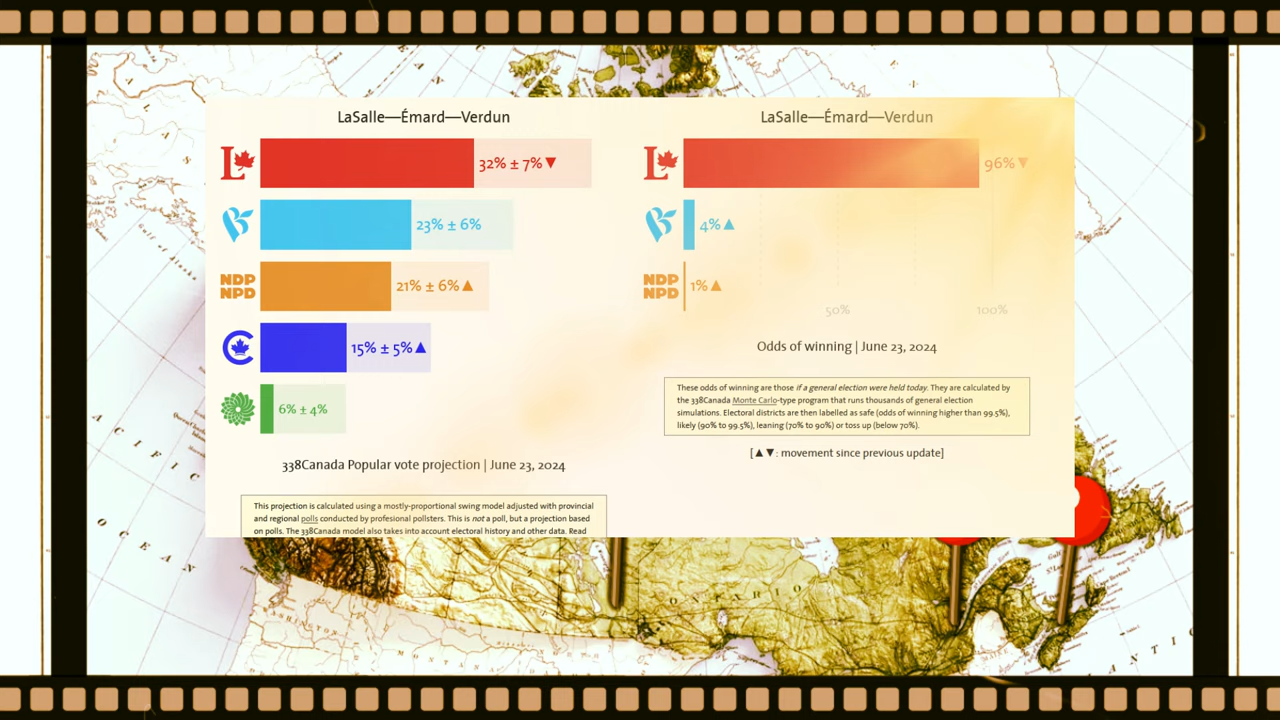 LaSalle—Émard—Verdun
L
32% ± 7%▼
23% ± 6%
NDP
NPD
21% ± 6%▲
C
15% ± 5%▲
6% ± 4%
338Canada Popular vote projection | June 23, 2024
This projection is calculated using a mostly-proportional swing model adjusted with provincial
and regional polls conducted by profesional pollsters. This is not a poll, but a projection based
on polls. The 338Canada model also takes into account electoral history and other data. Read
LaSalle—Émard—Verdun
L
96%▼
4%▲
NDP
NPD
1%▲
50%
100%
Odds of winning | June 23, 2024
These odds of winning are those if a general election were held today. They are calculated by
the 338Canada Monte Carlo-type program that runs thousands of general election
simulations. Electoral districts are then labelled as safe (odds of winning higher than 99.5%),
likely (90% to 99.5%), leaning (70% to 90%) or toss up (below 70%).
[▲▼: movement since previous update]
PACIFIC
OCEAN
ONTARIO
WASHINGTON
MONTANA
ANTI